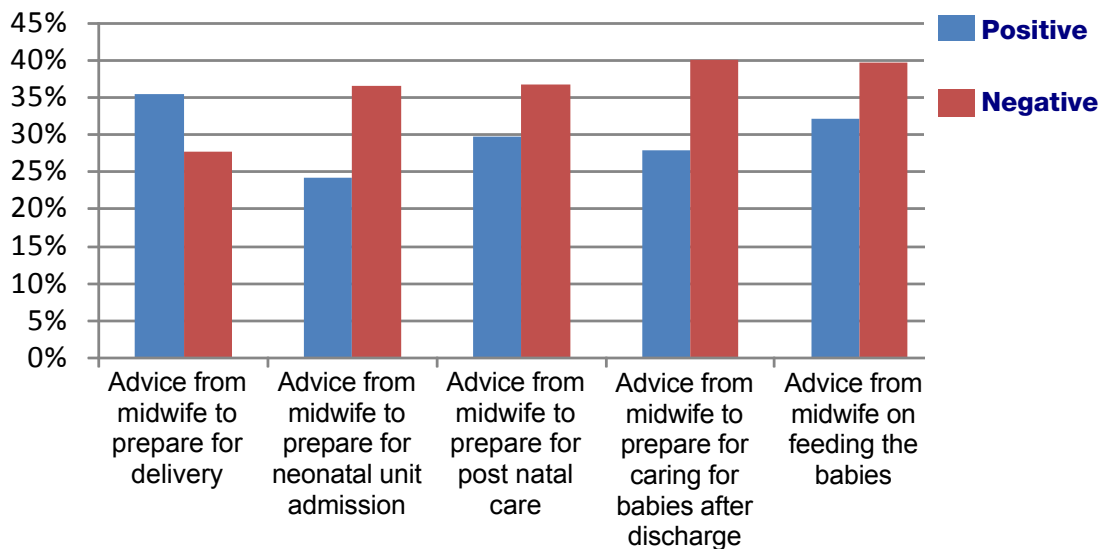 45%
40%
35%
30%
25%
20%
15%
10%
5%
0%
Positive
Negative
Advice from
midwife to
prepare for
delivery
Advice from
midwife to
prepare for
neonatal unit
admission
Advice from
midwife to
prepare for
post natal
care
Advice from
midwife to
prepare for
caring for
babies after
discharge
Advice from
midwife on
feeding the
babies